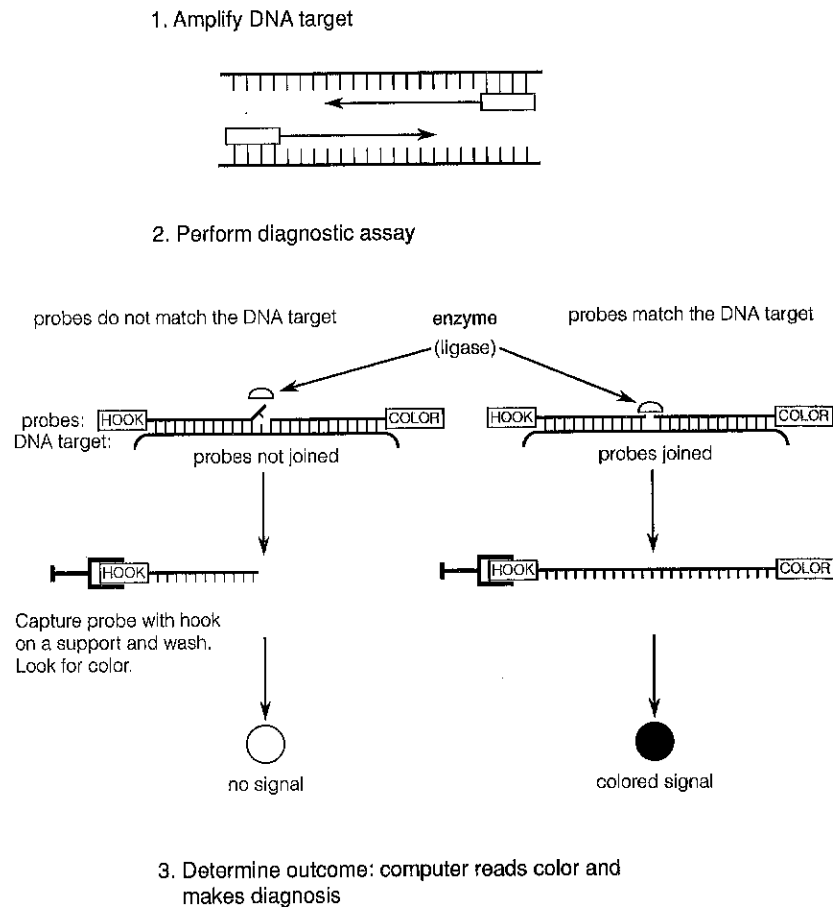 1. Amplify DNA target
2. Perform diagnostic assay
probes do not match the DNA target
enzyme
(ligase)
probes match the DNA target
probes:
HOOK
COLOR
DNA target:
probes not joined
HOOK
COLOR
probes joined
HOOK
HOOK
COLOR
Capture probe with hook
on a support and wash.
Look for color.
no signal
colored signal
3. Determine outcome: computer reads color and
makes diagnosis